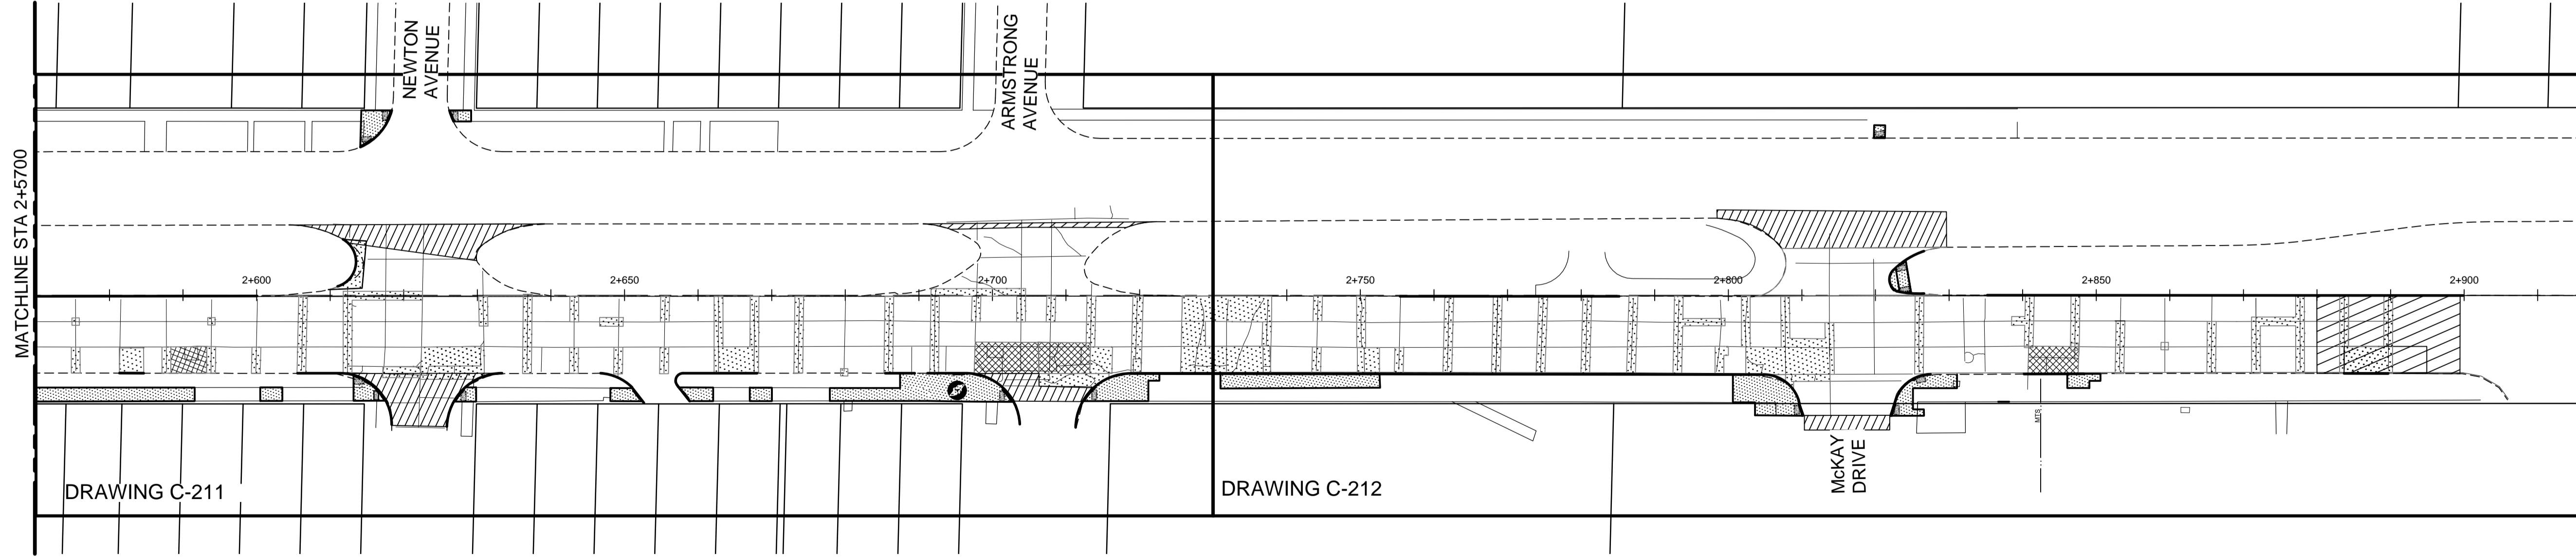 NEWTON
AVENUE
ARMSTRONG
AVENUE
MATCHLINE STA 2+5700
2+600
2+650
2+700
2+750
2+800
2+850
2+900
MTS
McKAY
DRIVE
DRAWING C-211
DRAWING C-212